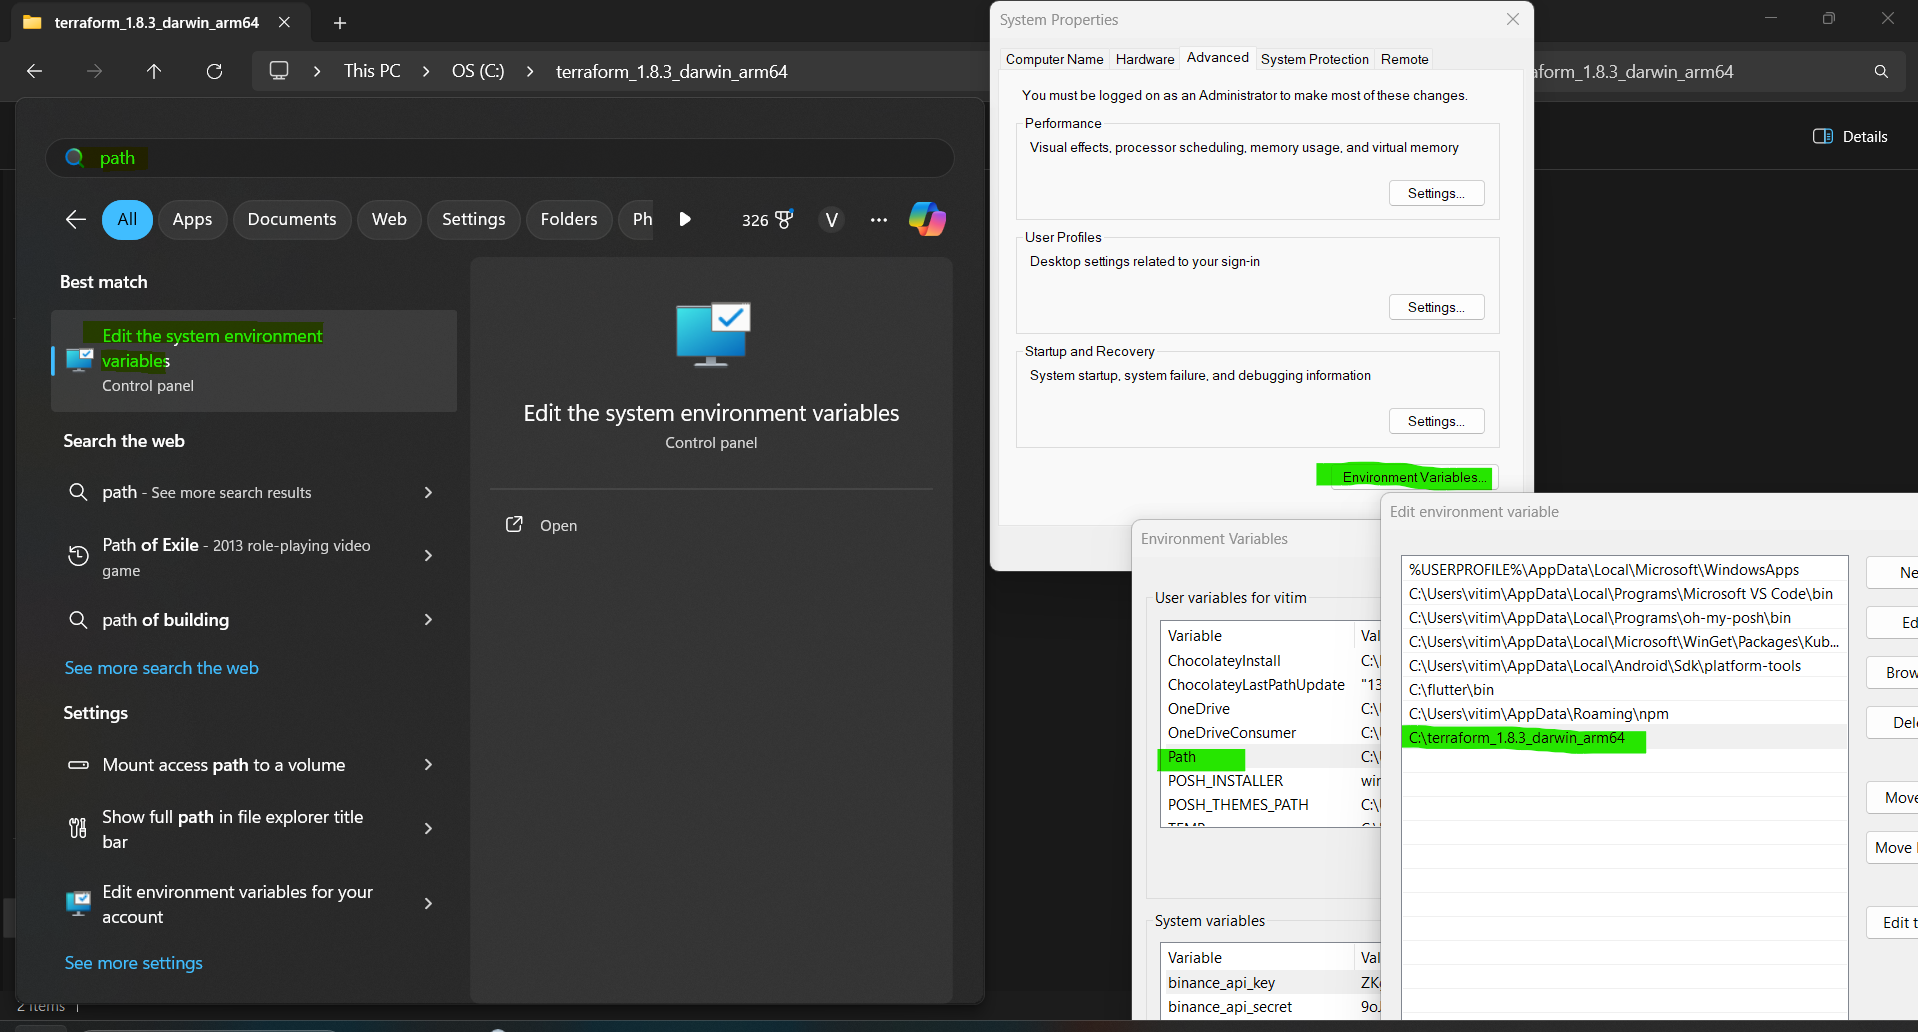 terraform_1.8.3_darwin_arm64
This PC
OS (C:)
terraform_1.8.3_darwin_arm64
aform_1.8.3_darwin_arm64
Details
path
All
Apps
Documents
Web
Settings
Folders
Ph
326
V
Best match
Edit the system environment
variables
Control panel
Search the web
path - See more search results
Path of Exile - 2013 role-playing video
game
path of building
See more search the web
Settings
Mount access path to a volume
Show full path in file explorer title
bar
Edit environment variables for your
account
See more settings
2 items
Edit the system environment variables
Control panel
Open
System Properties
Computer Name
Hardware
Advanced
System Protection
Remote
You must be logged on as an Administrator to make most of these changes.
Performance
Visual effects, processor scheduling, memory usage, and virtual memory
Settings...
User Profiles
Desktop settings related to your sign-in
Settings...
Startup and Recovery
System startup, system failure, and debugging information
Settings...
Environment Variables...
Environment Variables
User variables for vitim
Variable Val
ChocolateyInstall C:\
ChocolateyLastPathUpdate "13
OneDrive C:\
OneDriveConsumer C:\
Path C:\
POSH_INSTALLER win
POSH_THEMES_PATH C:\
TEMP C:\
System variables
Variable Val
binance_api_key ZK
binance_api_secret 9o
Edit environment variable
%USERPROFILE%\AppData\Local\Microsoft\WindowsApps
C:\Users\vitim\AppData\Local\Programs\Microsoft VS Code\bin
C:\Users\vitim\AppData\Local\Programs\oh-my-posh\bin
C:\Users\vitim\AppData\Local\Microsoft\WinGet\Packages\Kub...
C:\Users\vitim\AppData\Local\Android\Sdk\platform-tools
C:\flutter\bin
C:\Users\vitim\AppData\Roaming\npm
C:\terraform_1.8.3_darwin_arm64
Ne
Ed
Brow
Del
Move
Move
Edit t